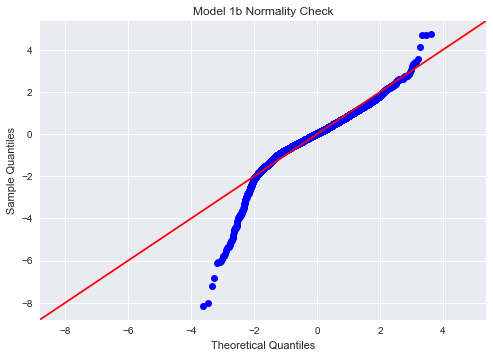 Model 1b Normality Check
Sample Quantiles
4
2
0
−2
−4
−6
−8
−8 −6 −4 −2 0 2 4
Theoretical Quantiles